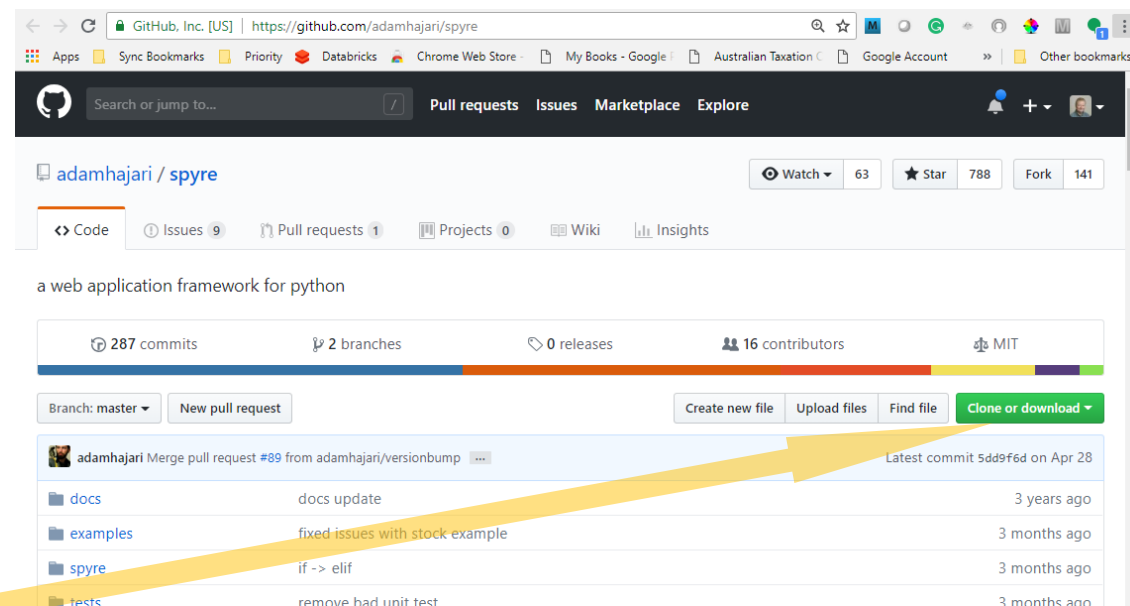 GitHub, Inc. [US] | https://github.com/adamhajari/spyre
Apps Sync Bookmarks Priority Databricks Chrome Web Store - My Books - Google Australian Taxation Google Account » Other bookmarks
Search or jump to... / Pull requests Issues Marketplace Explore
adamhajari / spyre Watch 63 Star 788 Fork 141
Code Issues 9 Pull requests 1 Projects 0 Wiki Insights
a web application framework for python
287 commits 2 branches 0 releases 16 contributors MIT
Branch: master New pull request Create new file Upload files Find file Clone or download
adamhajari Merge pull request #89 from adamhajari/versionbump ... Latest commit 5dd9f6d on Apr 28
docs docs update 3 years ago
examples fixed issues with stock example 3 months ago
spyre if -> elif 3 months ago
tests remove bad unit test 3 months ago